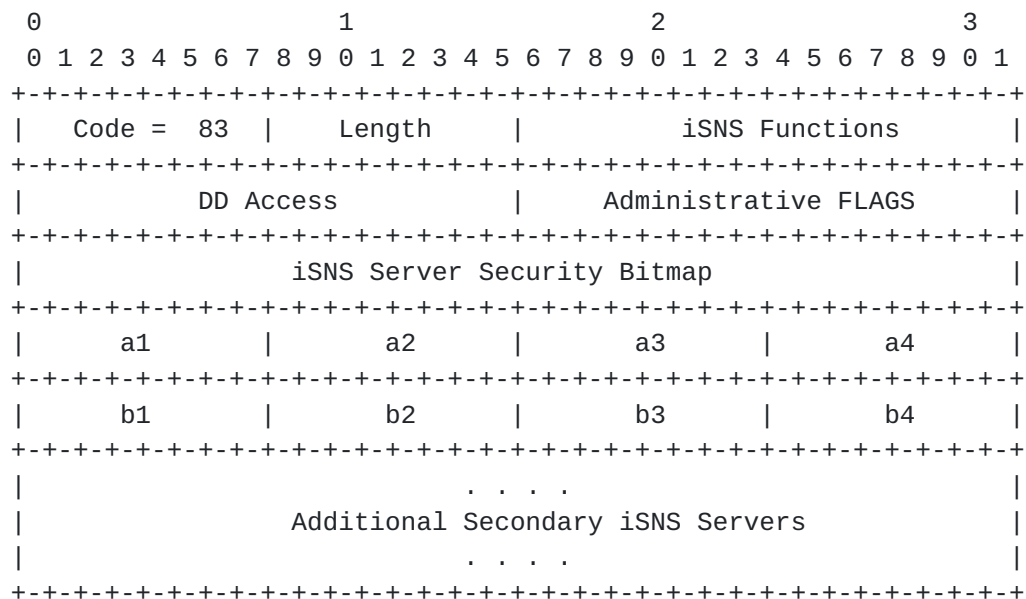 0                   1                   2                   3
 0 1 2 3 4 5 6 7 8 9 0 1 2 3 4 5 6 7 8 9 0 1 2 3 4 5 6 7 8 9 0 1
+-+-+-+-+-+-+-+-+-+-+-+-+-+-+-+-+-+-+-+-+-+-+-+-+-+-+-+-+-+-+-+-+
|   Code =  83  |    Length     |          iSNS Functions       |
+-+-+-+-+-+-+-+-+-+-+-+-+-+-+-+-+-+-+-+-+-+-+-+-+-+-+-+-+-+-+-+-+
|           DD Access           |     Administrative FLAGS      |
+-+-+-+-+-+-+-+-+-+-+-+-+-+-+-+-+-+-+-+-+-+-+-+-+-+-+-+-+-+-+-+-+
|                 iSNS Server Security Bitmap                   |
+-+-+-+-+-+-+-+-+-+-+-+-+-+-+-+-+-+-+-+-+-+-+-+-+-+-+-+-+-+-+-+-+
|      a1       |       a2      |       a3      |       a4      |
+-+-+-+-+-+-+-+-+-+-+-+-+-+-+-+-+-+-+-+-+-+-+-+-+-+-+-+-+-+-+-+-+
|      b1       |       b2      |       b3      |       b4      |
+-+-+-+-+-+-+-+-+-+-+-+-+-+-+-+-+-+-+-+-+-+-+-+-+-+-+-+-+-+-+-+-+
|                            . . . .                            |
|                 Additional Secondary iSNS Servers             |
|                            . . . .                            |
+-+-+-+-+-+-+-+-+-+-+-+-+-+-+-+-+-+-+-+-+-+-+-+-+-+-+-+-+-+-+-+-+